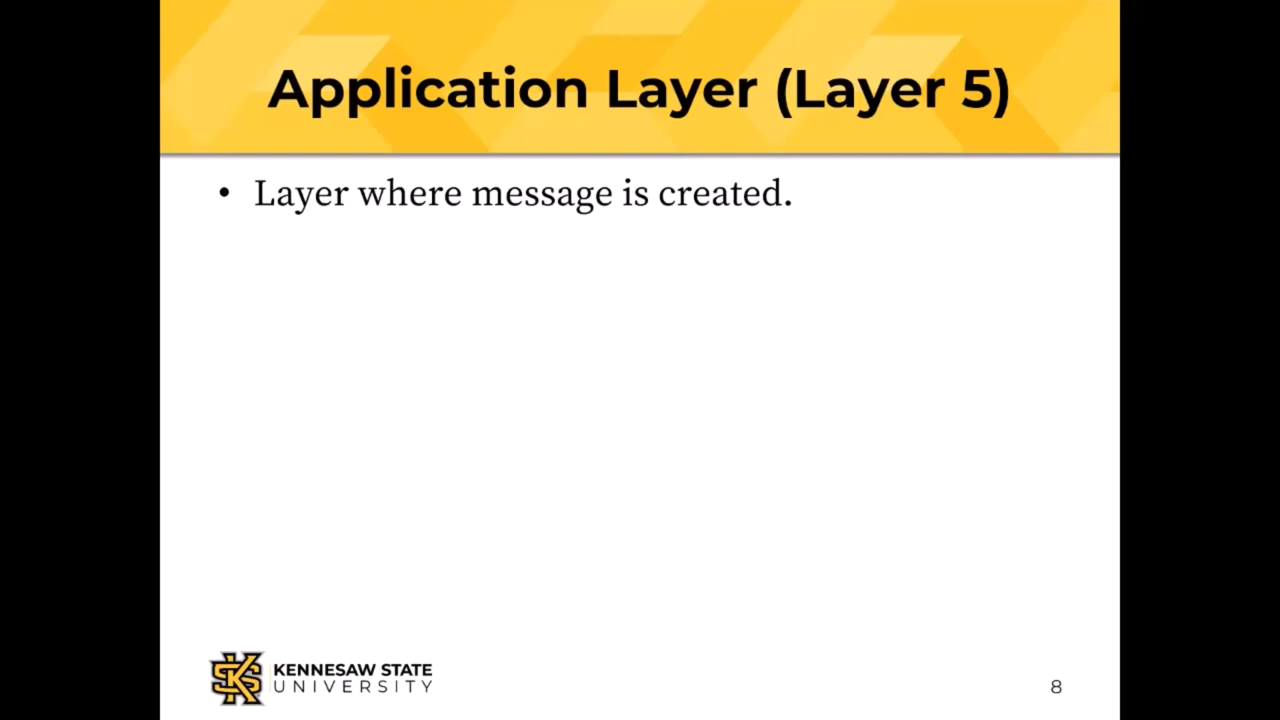 Application Layer (Layer 5)
• Layer where message is created.
KENNESAW STATE
UNIVERSITY
8